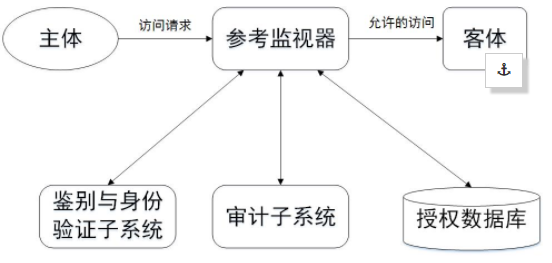 主体
访问请求
参考监视器
允许的访问
客体
鉴别与身份
验证子系统
审计子系统
授权数据库